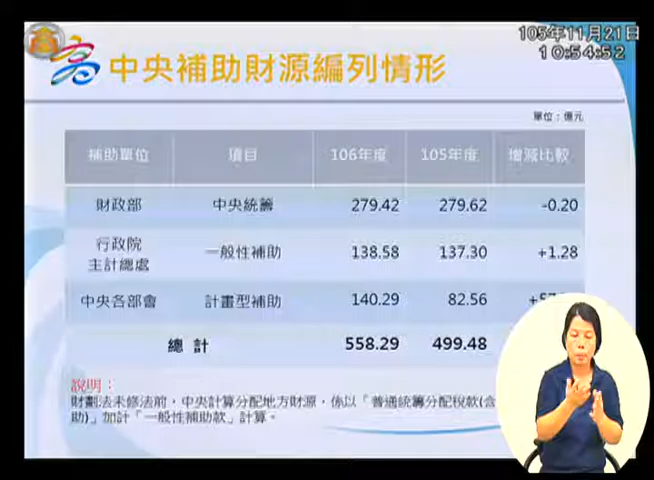 105年11月21日
10:54:52
中央補助財源編列情形
單位：億元
補助單位 項目 106年度 105年度 增減比較
財政部 中央統籌 279.42 279.62 -0.20
行政院
主計總處 一般性補助 138.58 137.30 +1.28
中央各部會 計畫型補助 140.29 82.56
總 計 558.29 499.48
說明：
財劃法未修法前，中央計算分配地方財源，係以「普通統籌分配稅款(含
助)」加計「一般性補助款」計算。